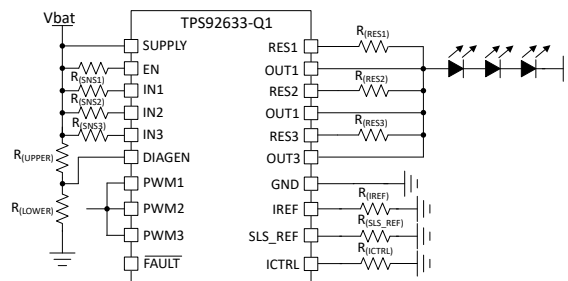 Vbat
TPS92633-Q1
SUPPLY
EN
R(SNS1)
IN1
R(SNS2)
IN2
R(SNS3)
IN3
R(UPPER)
DIAGEN
PWM1
R(LOWER)
PWM2
PWM3
FAULT
RES1
R(RES1)
OUT1
RES2
R(RES2)
OUT1
RES3
R(RES3)
OUT3
GND
IREF
R(IREF)
SLS_REF
R(SLS_REF)
ICTRL
R(ICTRL)